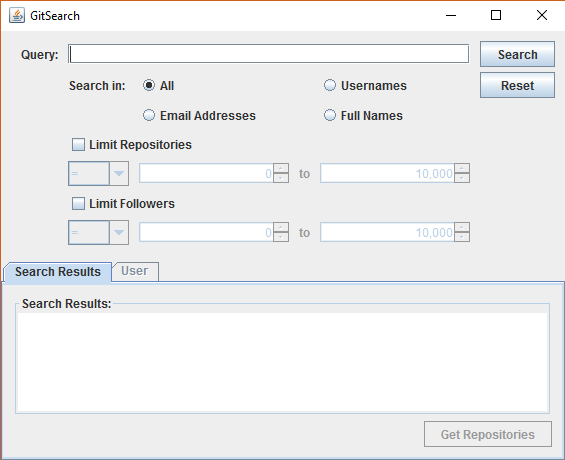 GitSearch
Query: Search
Search in: All Usernames Reset
Email Addresses Full Names
Limit Repositories
= 0 to 10,000
Limit Followers
= 0 to 10,000
Search Results User
Search Results:
Get Repositories